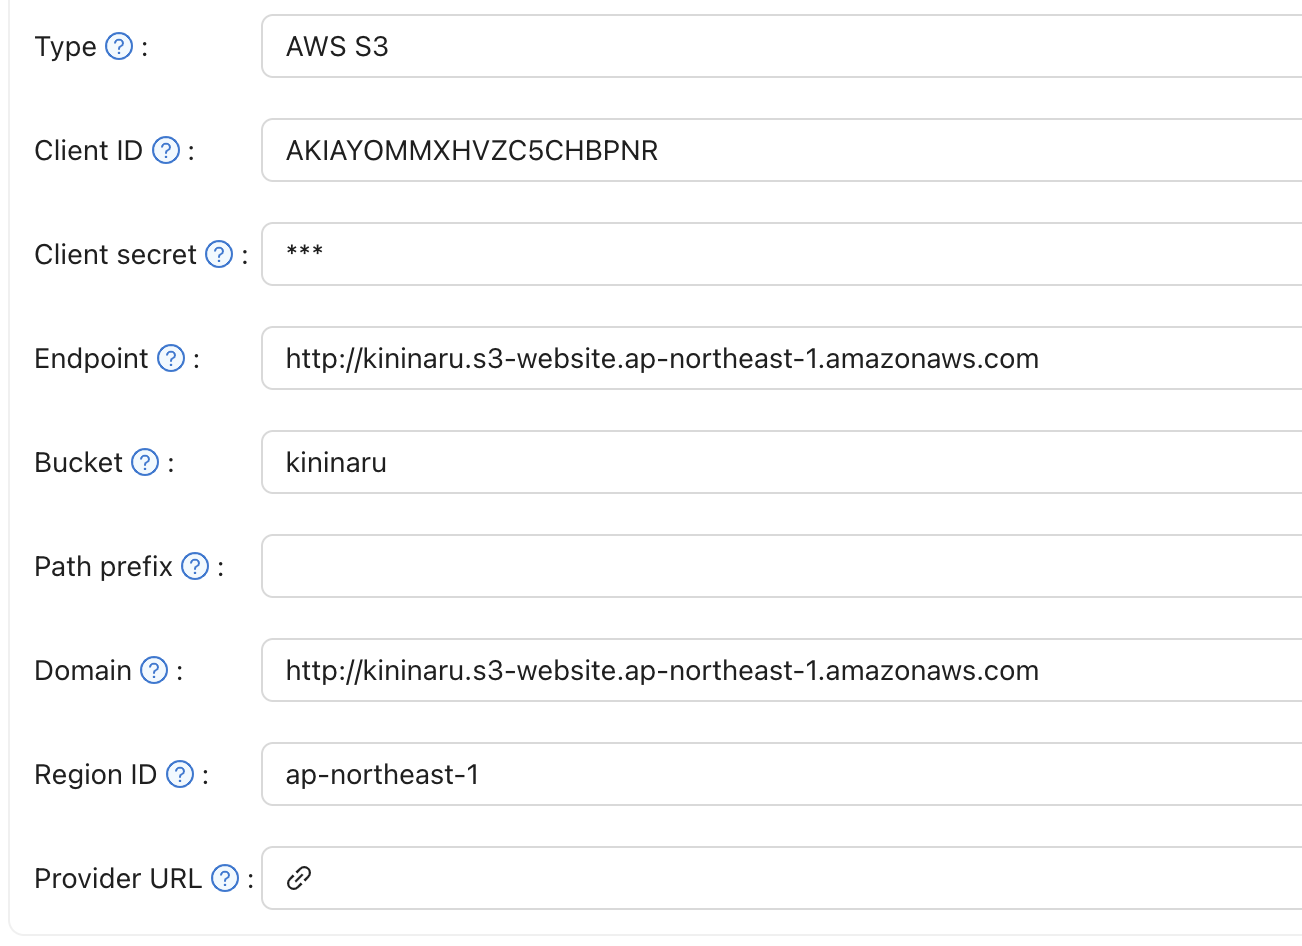 Type ? : AWS S3
Client ID ? : AKIAYOMMXHVZC5CHBPNR
Client secret ? : ***
Endpoint ? : http://kininaru.s3-website.ap-northeast-1.amazonaws.com
Bucket ? : kininaru
Path prefix ? :
Domain ? : http://kininaru.s3-website.ap-northeast-1.amazonaws.com
Region ID ? : ap-northeast-1
Provider URL ? :